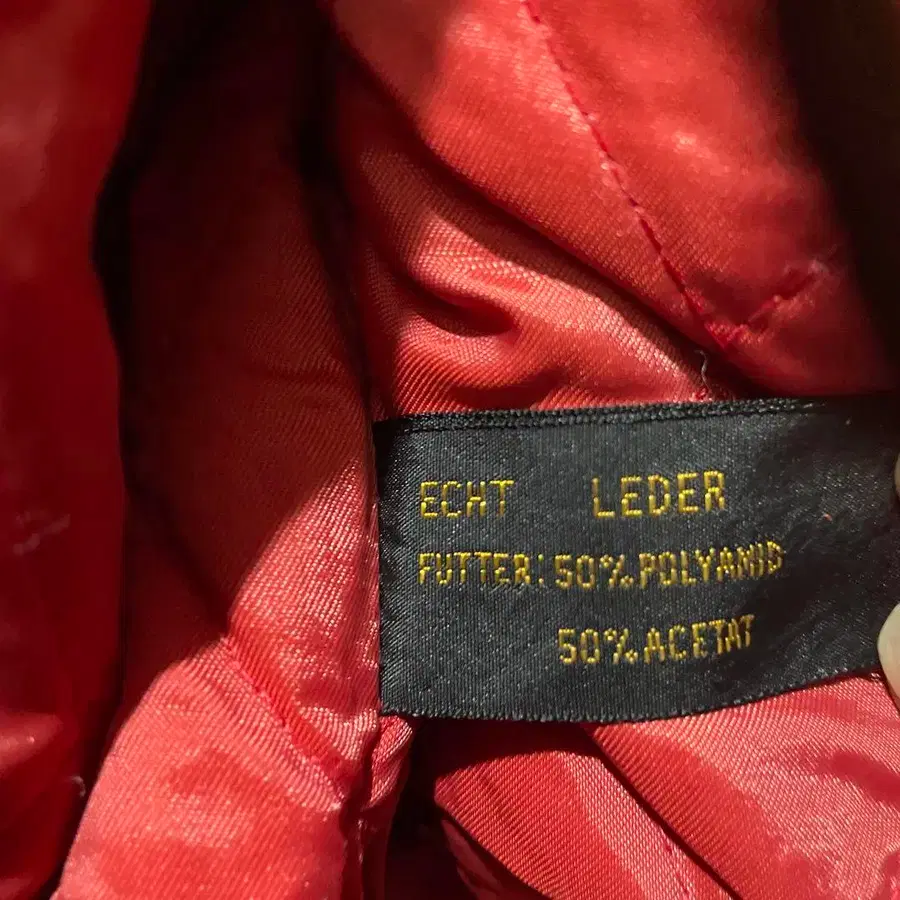 ECHT LEDER
FUTTER: 50% POLYAMID
50% ACETAT